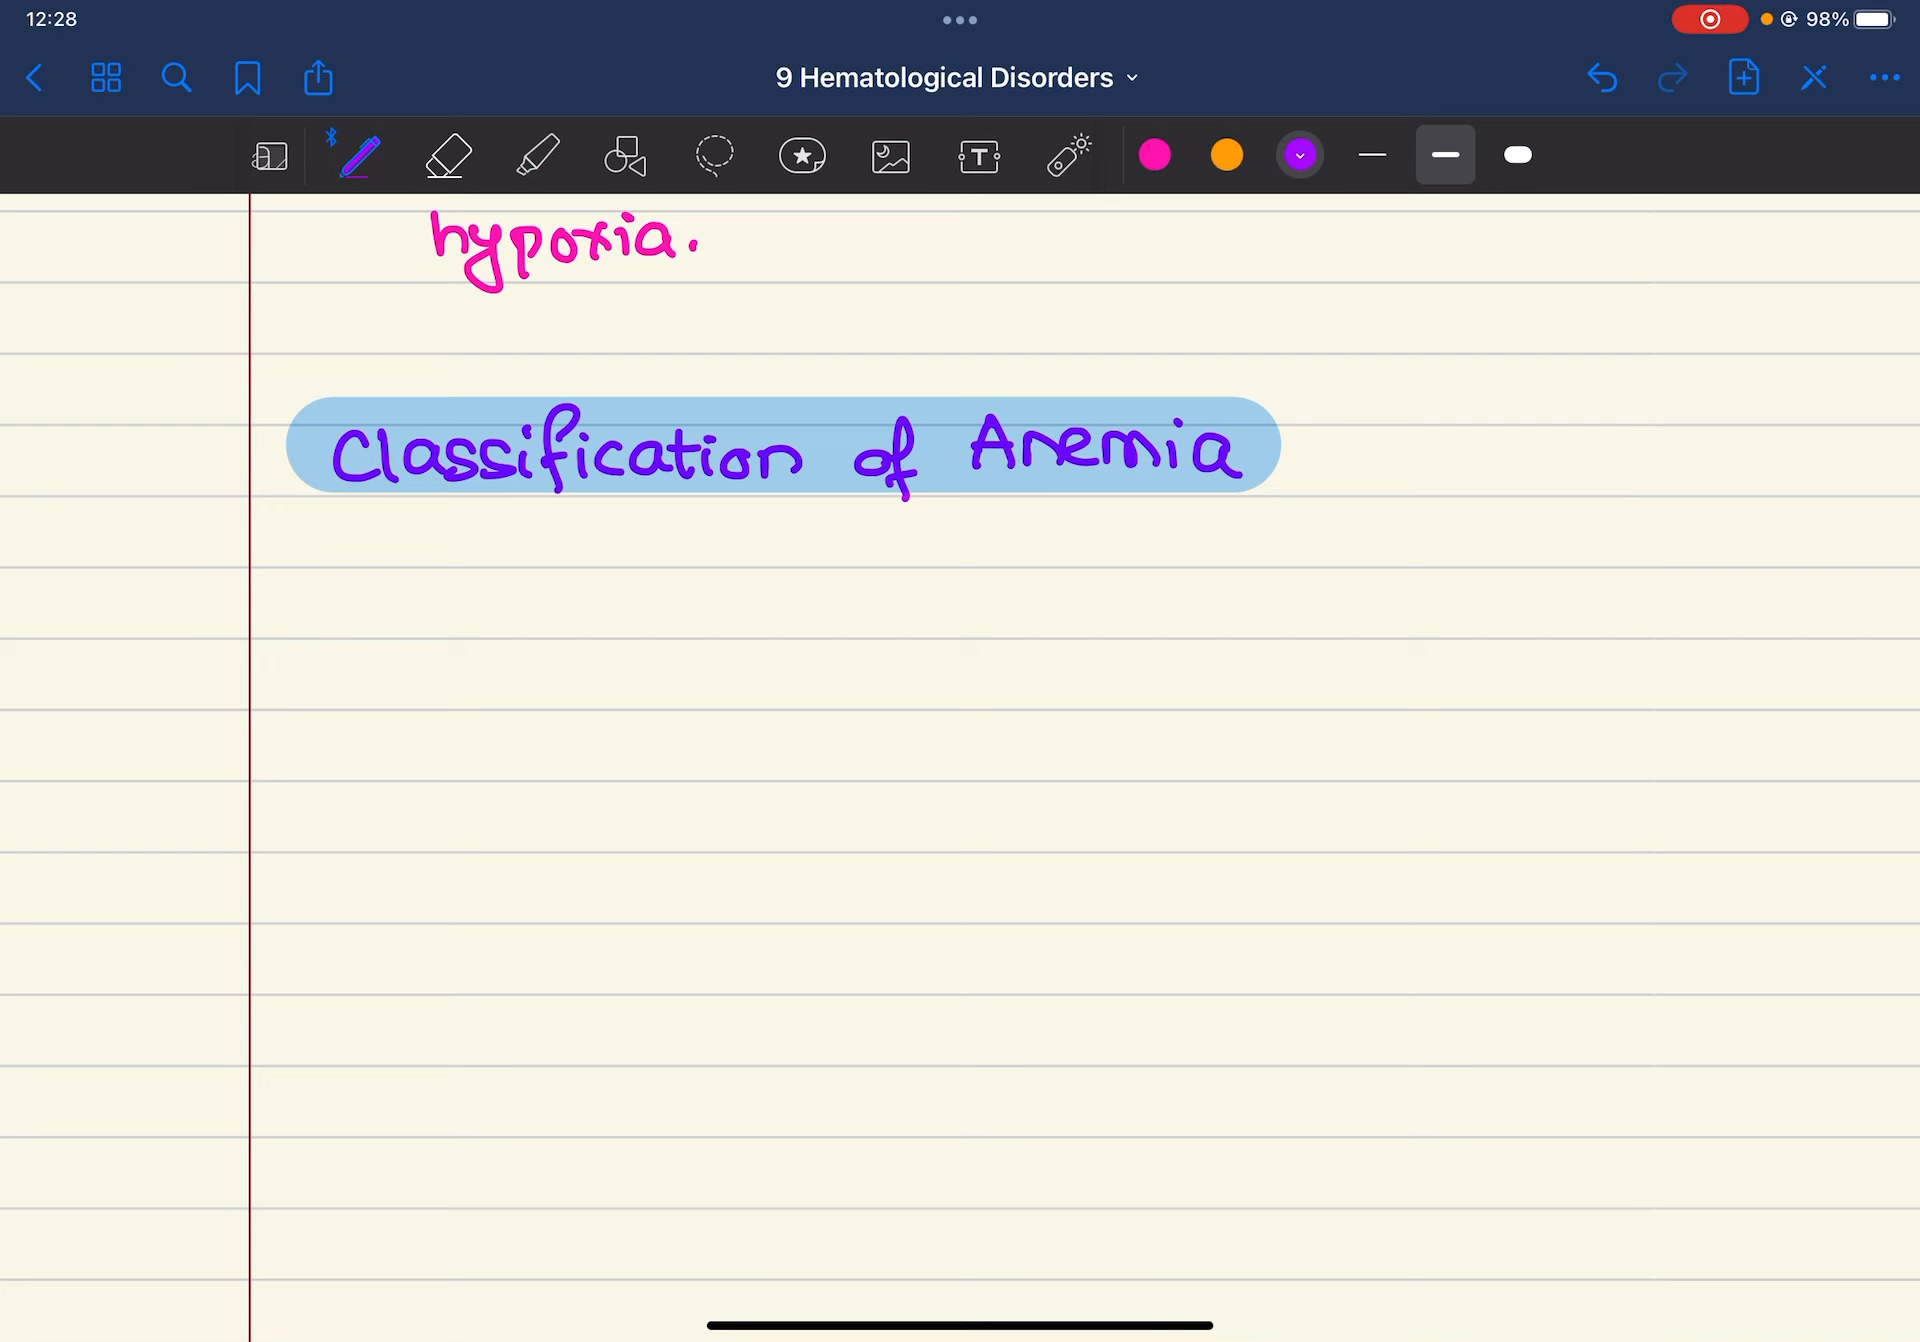 12:28
98%
9 Hematological Disorders
hypoxia.
Classification of Anemia